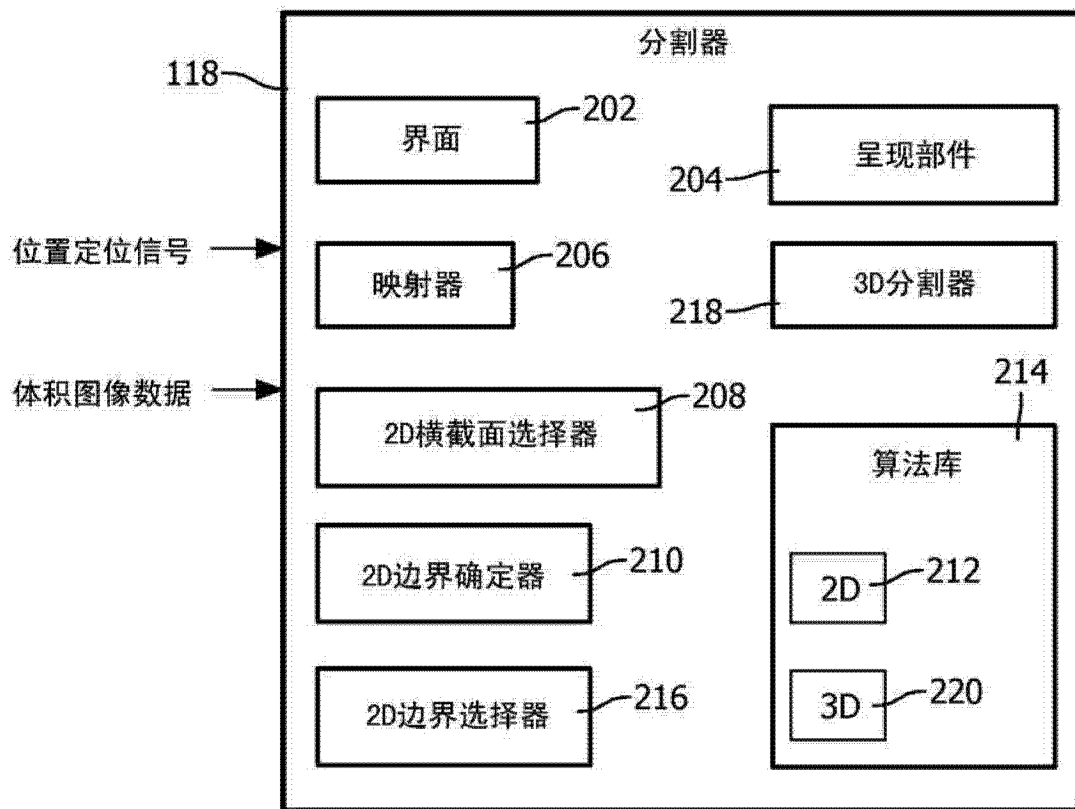 分割器
118
界面
202
呈现部件
204
位置定位信号
映射器
206
3D分割器
218
体积图像数据
2D横截面选择器
208
214
算法库
2D边界确定器
210
2D
212
2D边界选择器
216
3D
220